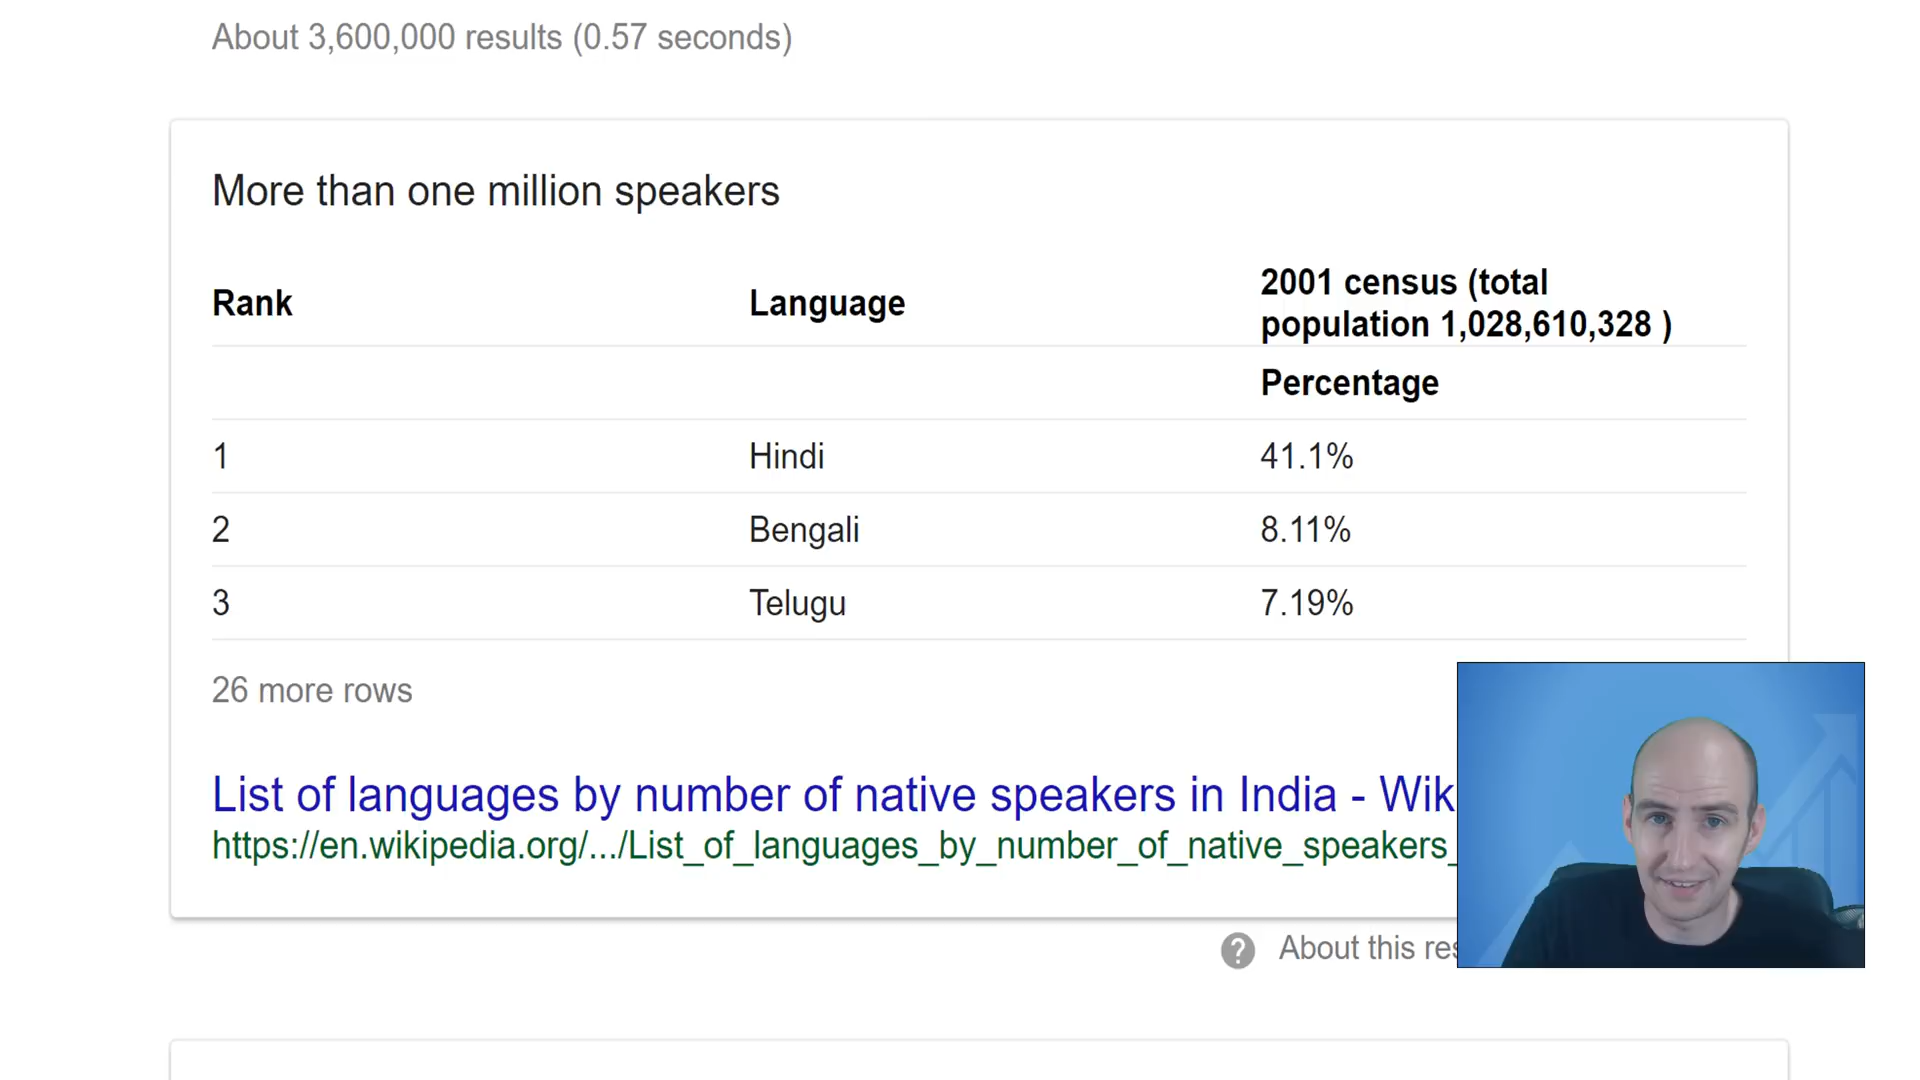 About 3,600,000 results (0.57 seconds)
More than one million speakers
Rank Language 2001 census (total
population 1,028,610,328 )
Percentage
1 Hindi 41.1%
2 Bengali 8.11%
3 Telugu 7.19%
26 more rows
List of languages by number of native speakers in India - Wik
https://en.wikipedia.org/.../List_of_languages_by_number_of_native_speakers_
? About this res